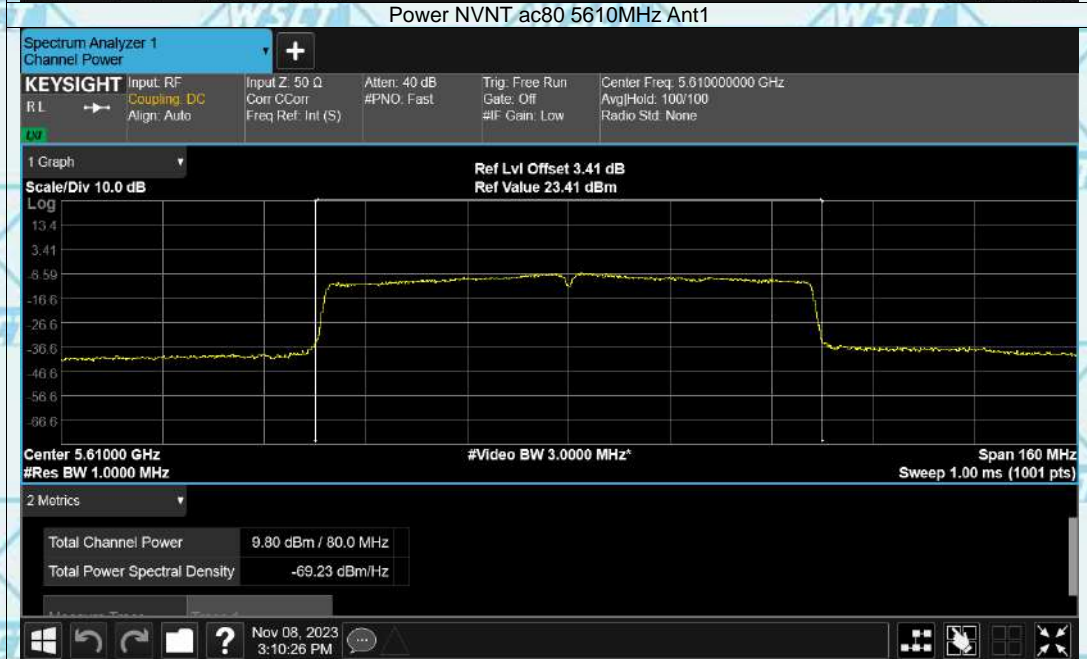 Power NVNT ac80 5610MHz Ant1
Spectrum Analyzer 1
Channel Power
+
KEYSIGHT
R L
LXI
Input: RF
Coupling: DC
Align: Auto
Input Z: 50 Ω
Corr CCorr
Freq Ref: Int (S)
Atten: 40 dB
#PNO: Fast
Trig: Free Run
Gate: Off
#IF Gain: Low
Center Freq: 5.610000000 GHz
Avg|Hold: 100/100
Radio Std: None
1 Graph
Scale/Div 10.0 dB
Ref Lvl Offset 3.41 dB
Ref Value 23.41 dBm
Log
13.4
3.41
-6.59
-16.6
-26.6
-36.6
-46.6
-56.6
-66.6
Center 5.61000 GHz
#Res BW 1.0000 MHz
#Video BW 3.0000 MHz*
Span 160 MHz
Sweep 1.00 ms (1001 pts)
2 Metrics
Total Channel Power 9.80 dBm / 80.0 MHz
Total Power Spectral Density -69.23 dBm/Hz
?
Nov 08, 2023
3:10:26 PM